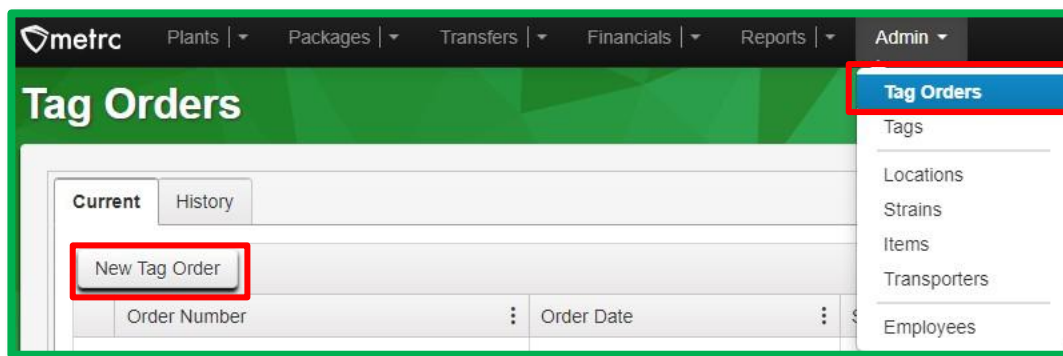 metrc Plants | Packages | Transfers | Financials | Reports | Admin
Tag Orders
Tag Orders
Tags
Locations
Strains
Items
Transporters
Employees
Current History
New Tag Order
Order Number Order Date